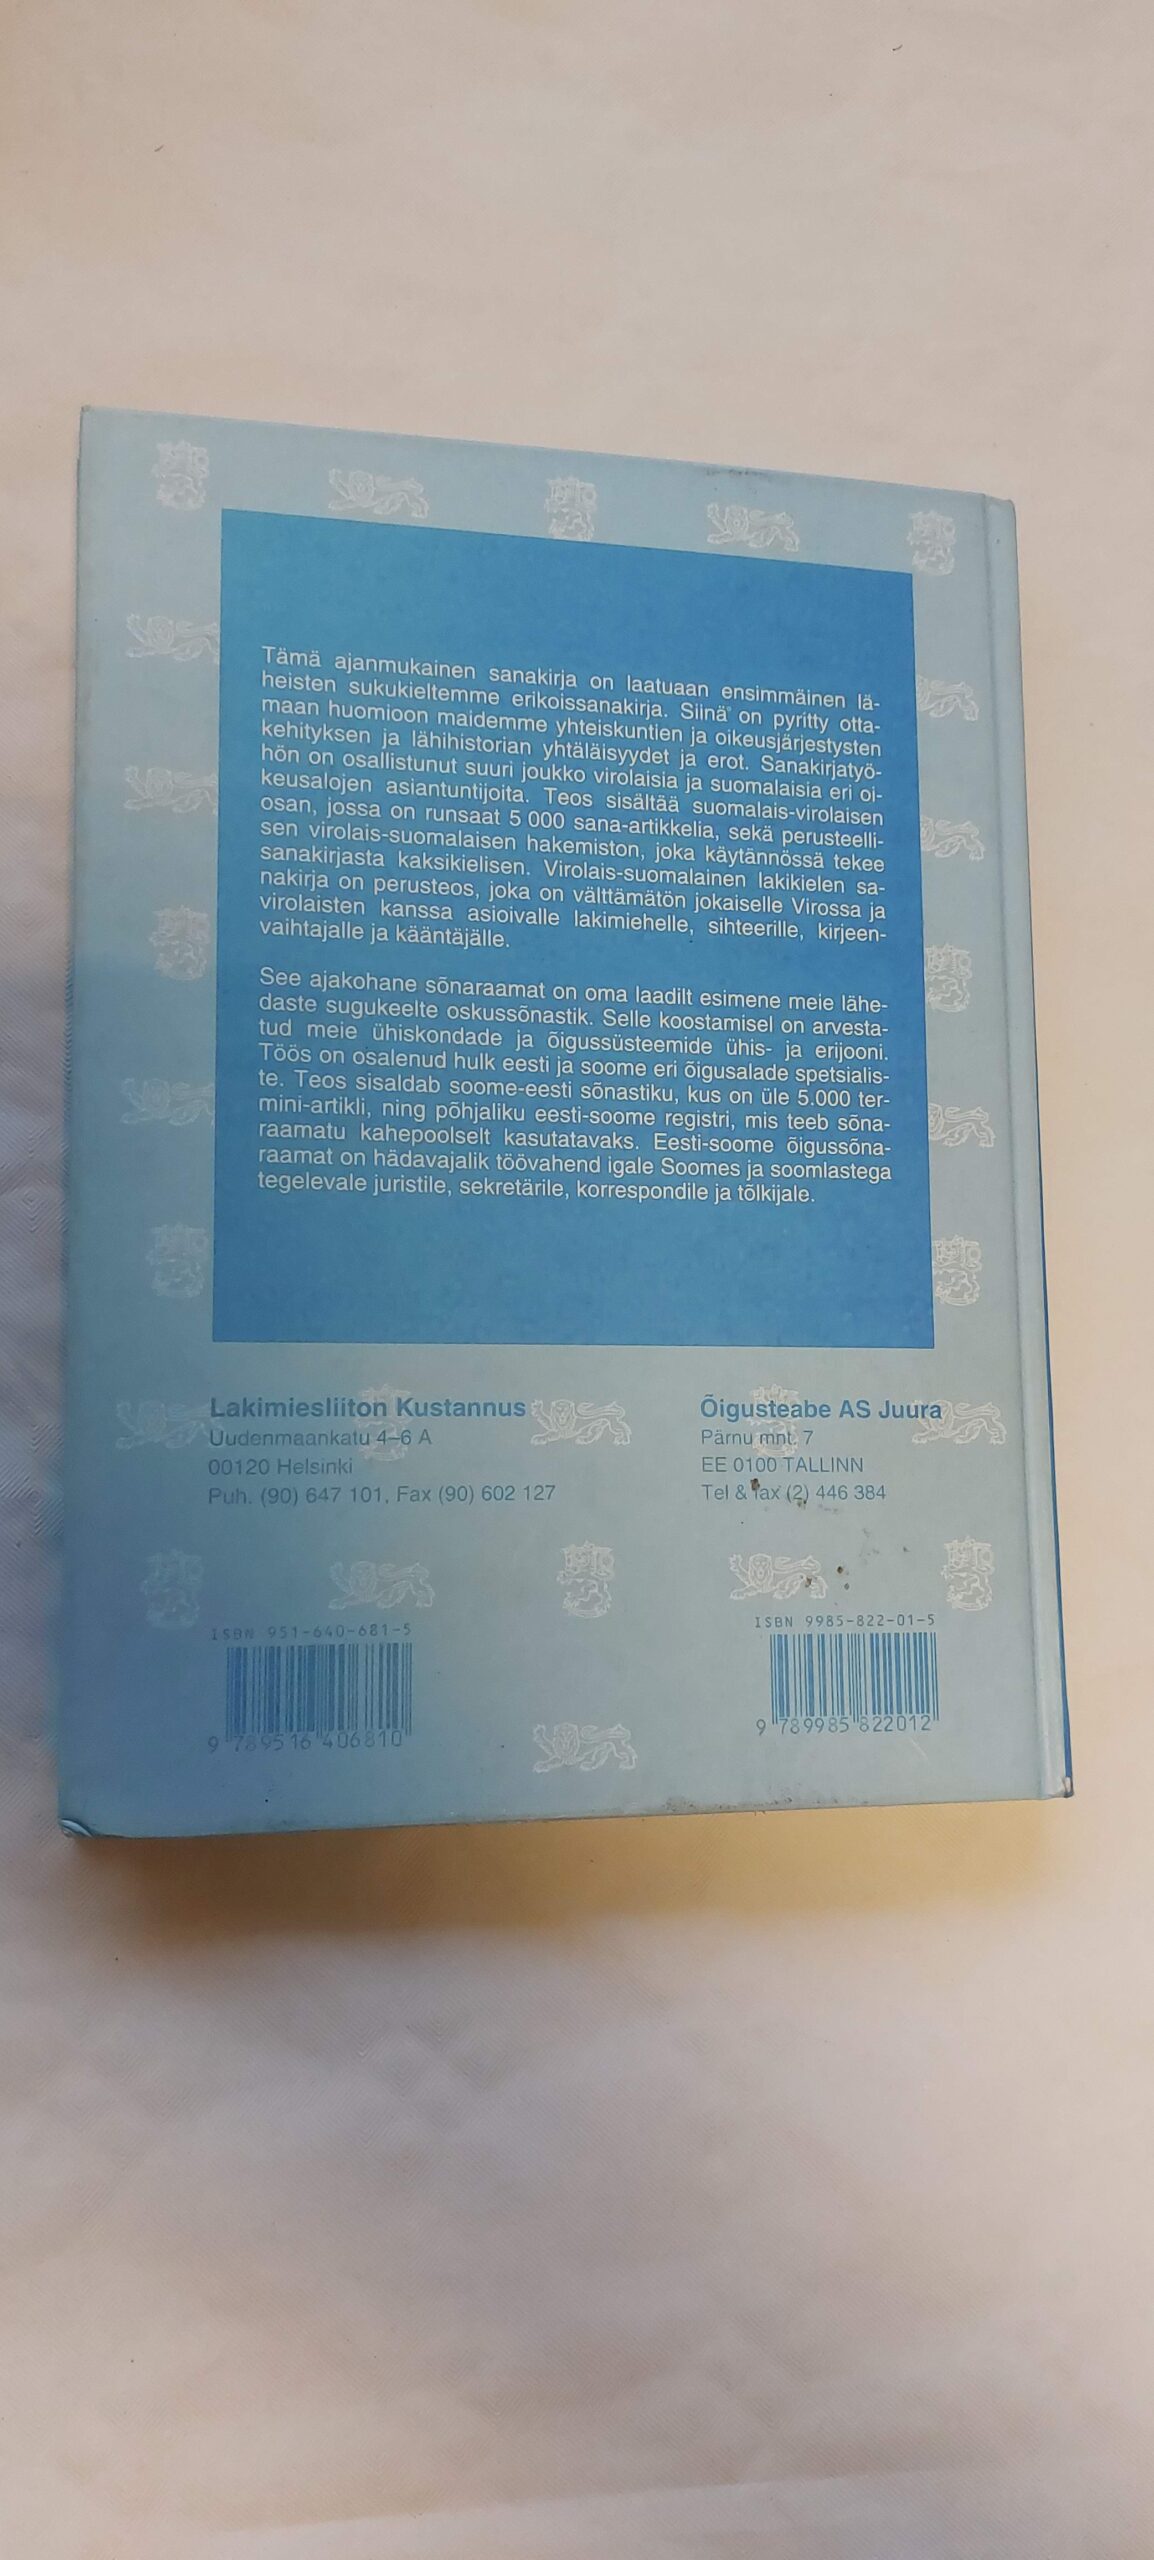 Tämä ajanmukainen sanakirja on laatuaan ensimmäinen lä-
heisten sukukieltemme erikoissanakirja. Siinä on pyritty otta-
maan huomioon maidemme yhteiskuntien ja oikeusjärjestysten
kehityksen ja lähihistorian yhtäläisyydet ja erot. Sanakirjatyö-
hön on osallistunut suuri joukko virolaisia ja suomalaisia eri oi-
keusalojen asiantuntijoita. Teos sisältää suomalais-virolaisen
osan, jossa on runsaat 5 000 sana-artikkelia, sekä perusteelli-
sen virolais-suomalaisen hakemiston, joka käytännössä tekee
sanakirjasta kaksikielisen. Virolais-suomalainen lakikielen sa-
nakirja on perusteos, joka on välttämätön jokaiselle Virossa ja
virolaisten kanssa asioivalle lakimiehelle, sihteerille, kirjeen-
vaihtajalle ja kääntäjälle.
See ajakohane sõnaraamat on oma laadilt esimene meie lähe-
daste sugukeelte oskussõnastik. Selle koostamisel on arvesta-
tud meie ühiskondade ja õigussüsteemide ühis- ja erijooni.
Töös on osalenud hulk eesti ja soome eri õigusalade spetsialis-
te. Teos sisaldab soome-eesti sõnastiku, kus on üle 5.000 ter-
mini-artikli, ning põhjaliku eesti-soome registri, mis teeb sõna-
raamatu kahepoolselt kasutatavaks. Eesti-soome õigussõna-
raamat on hädavajalik töövahend igale Soomes ja soomlastega
tegelevale juristile, sekretärile, korrespondile ja tõlkijale.
Lakimiesliiton Kustannus
Uudenmaankatu 4–6 A
00120 Helsinki
Puh. (90) 647 101, Fax (90) 602 127
Õigusteabe AS Juura
Pärnu mnt. 7
EE 0100 TALLINN
Tel & fax (2) 446 384
ISBN 951-640-681-5
9 789516 406810
ISBN 9985-822-01-5
9 789985 822012